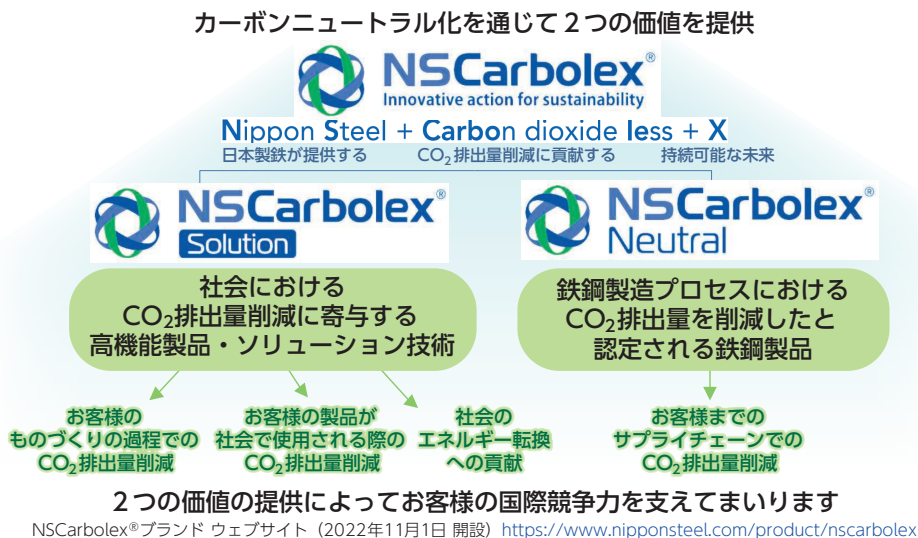 カーボンニュートラル化を通じて２つの価値を提供
NSCarbolex®
Innovative action for sustainability
Nippon Steel + Carbon dioxide less + X
日本製鉄が提供する CO₂排出量削減に貢献する 持続可能な未来
NSCarbolex®
Solution
NSCarbolex®
Neutral
社会における
CO₂排出量削減に寄与する
高機能製品・ソリューション技術
鉄鋼製造プロセスにおける
CO₂排出量を削減したと
認定される鉄鋼製品
お客様の
ものづくりの過程での
CO₂排出量削減
お客様の製品が
社会で使用される際の
CO₂排出量削減
社会の
エネルギー転換
への貢献
お客様までの
サプライチェーンでの
CO₂排出量削減
２つの価値の提供によってお客様の国際競争力を支えてまいります
NSCarbolex®ブランド ウェブサイト（2022年11月1日 開設）https://www.nipponsteel.com/product/nscarbolex